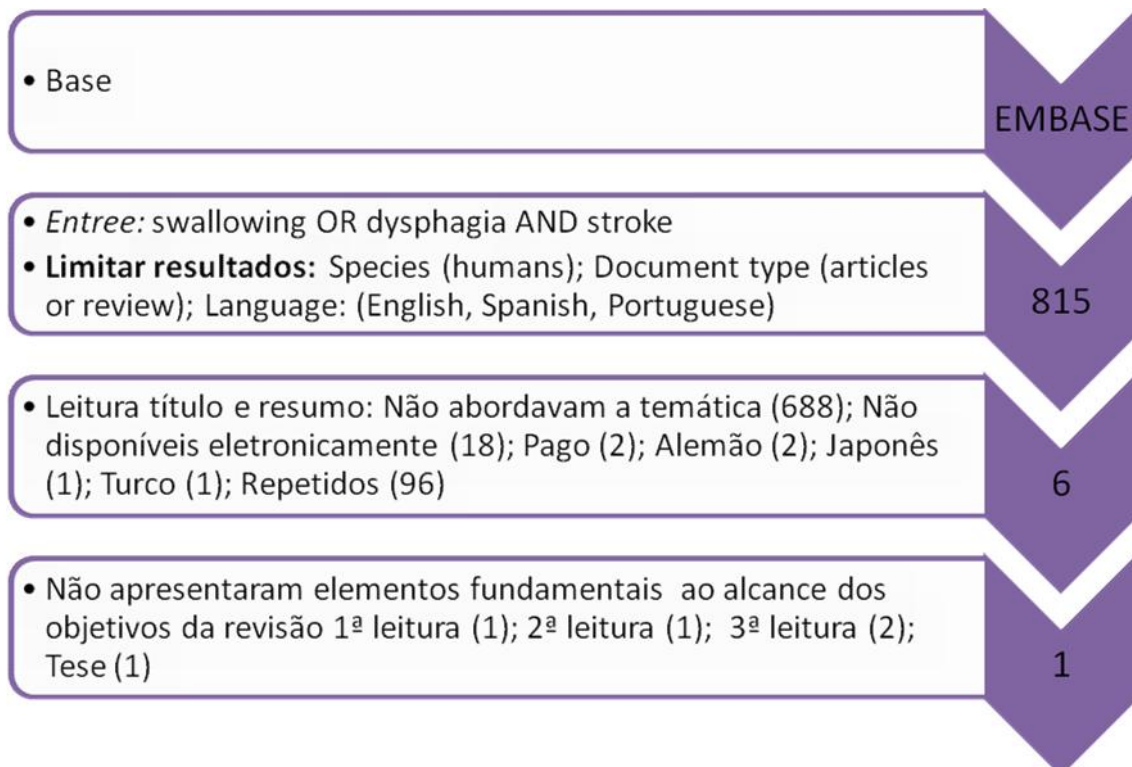 • Base
EMBASE
• Entree: swallowing OR dysphagia AND stroke
• Limitar resultados: Species (humans); Document type (articles
or review); Language: (English, Spanish, Portuguese)
815
• Leitura título e resumo: Não abordavam a temática (688); Não
disponíveis eletronicamente (18); Pago (2); Alemão (2); Japonês
(1); Turco (1); Repetidos (96)
6
• Não apresentaram elementos fundamentais ao alcance dos
objetivos da revisão 1ª leitura (1); 2ª leitura (1); 3ª leitura (2);
Tese (1)
1